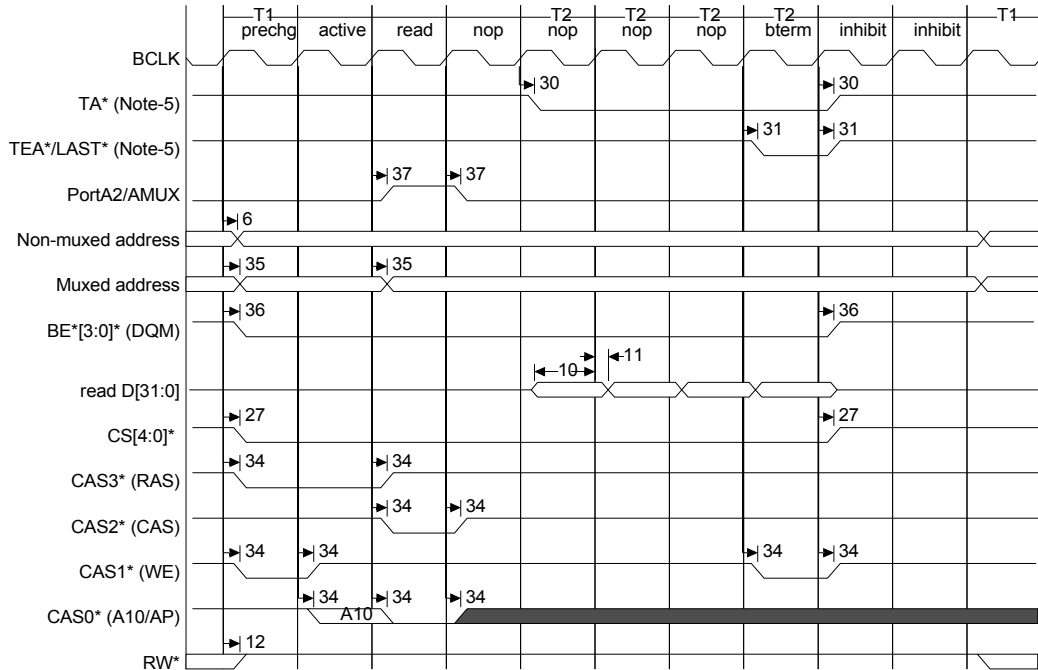 T1 T2 T2 T2 T2 T1
prechg active read nop nop nop nop bterm inhibit inhibit
BCLK
30 30
TA* (Note-5)
31 31
TEA*/LAST* (Note-5)
37 37
PortA2/AMUX
6
Non-muxed address
35 35
Muxed address
36 36
BE*[3:0]* (DQM)
11
10
read D[31:0]
27 27
CS[4:0]*
34 34
CAS3* (RAS)
34 34
CAS2* (CAS)
34 34 34 34
CAS1* (WE)
34 34 34
CAS0* (A10/AP) A10
12
RW*